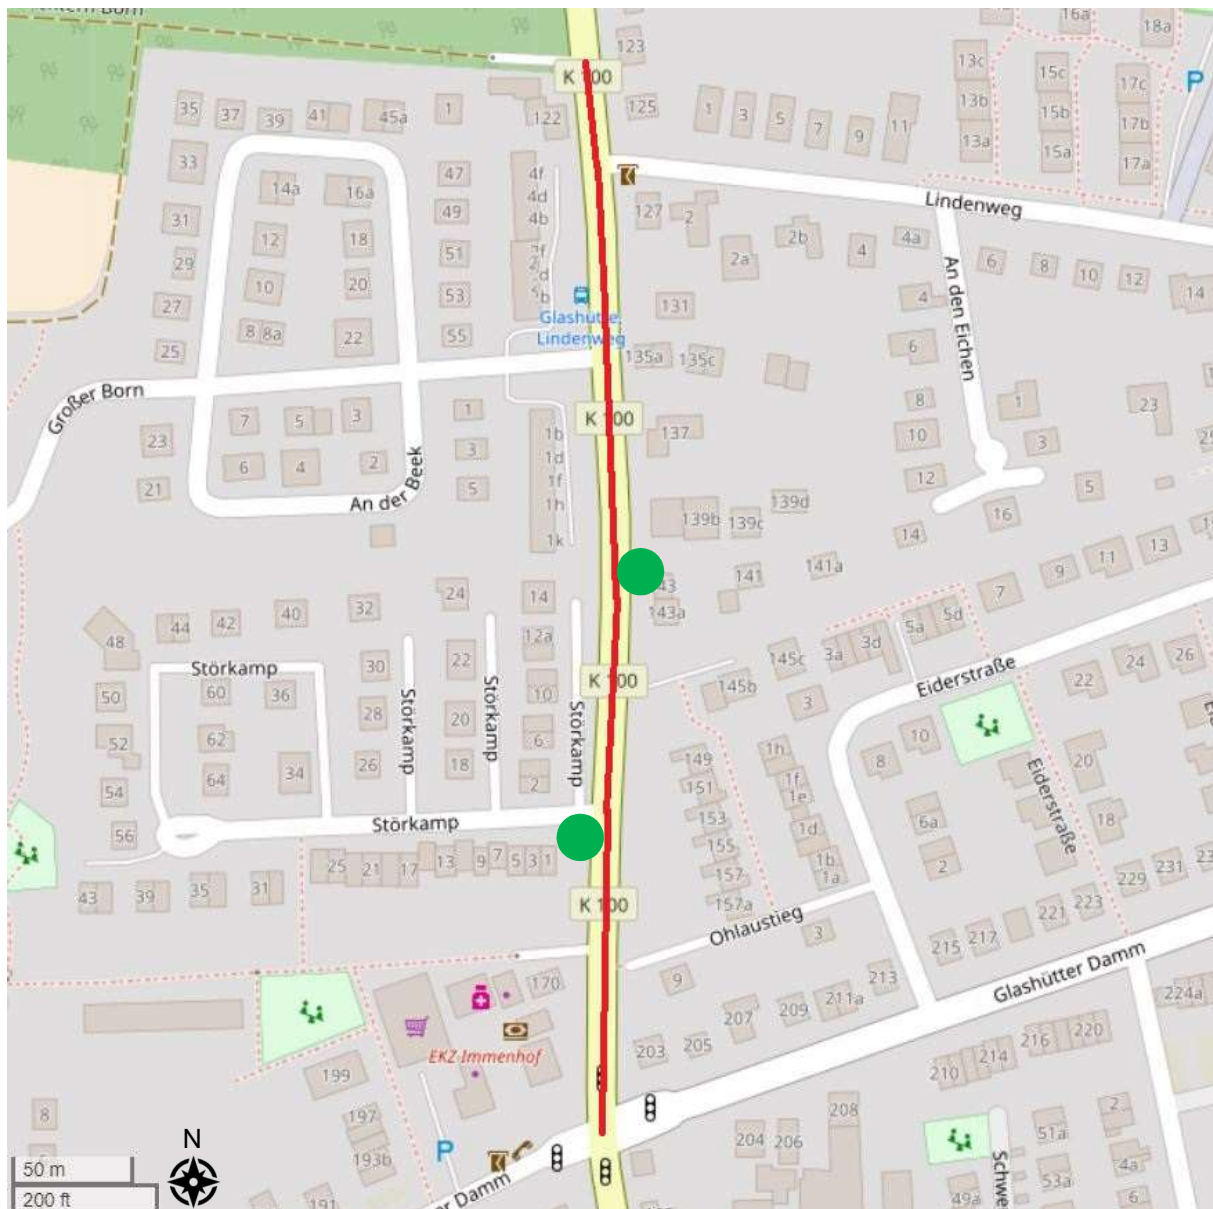 123
16a
18a
K 100
13c
15c
17c
P
35
37
39
41
45a
1
122
125
1
3
5
7
9
11
13b
15b
17b
13a
15a
17a
33
14a
16a
47
4f
4d
4b
49
127
2
Lindenweg
31
12
18
51
2b
4
4a
29
2a
6
8
10
12
14
27
10
20
53
131
4
An den Eichen
Glashütte,
Lindenweg
25
8
8a
22
55
135a
135c
6
Großer Born
K 100
7
5
3
1
137
8
1
23
23
6
4
2
3
1b
1d
10
3
21
An der Beek
5
1f
1h
1k
12
5
139b
139c
139d
16
14
13
11
9
141a
141
7
143a
24
14
32
40
42
44
48
12a
5a
5d
3d
3a
145c
145b
Störkamp
30
22
K 100
Eiderstraße
24
26
22
50
60
36
10
28
20
Störkamp
Störkamp
Störkamp
3
52
62
6
10
8
149
1h
20
64
34
26
18
2
151
1f
1e
Eiderstraße
54
153
1d
6a
18
56
Störkamp
155
25
21
17
13
9
7
5
3
1
157
1b
1a
2
229
231
43
39
35
31
K 100
157a
Ohlaustieg
3
221
223
215
217
170
9
213
Glashütter Damm
211a
209
207
224a
EKZ Immenhof
203
205
216
220
214
210
199
8
197
208
2
193b
P
204
206
51a
4a
N
50 m
200 ft
191
er Damm
49a
53a
6
Schwe